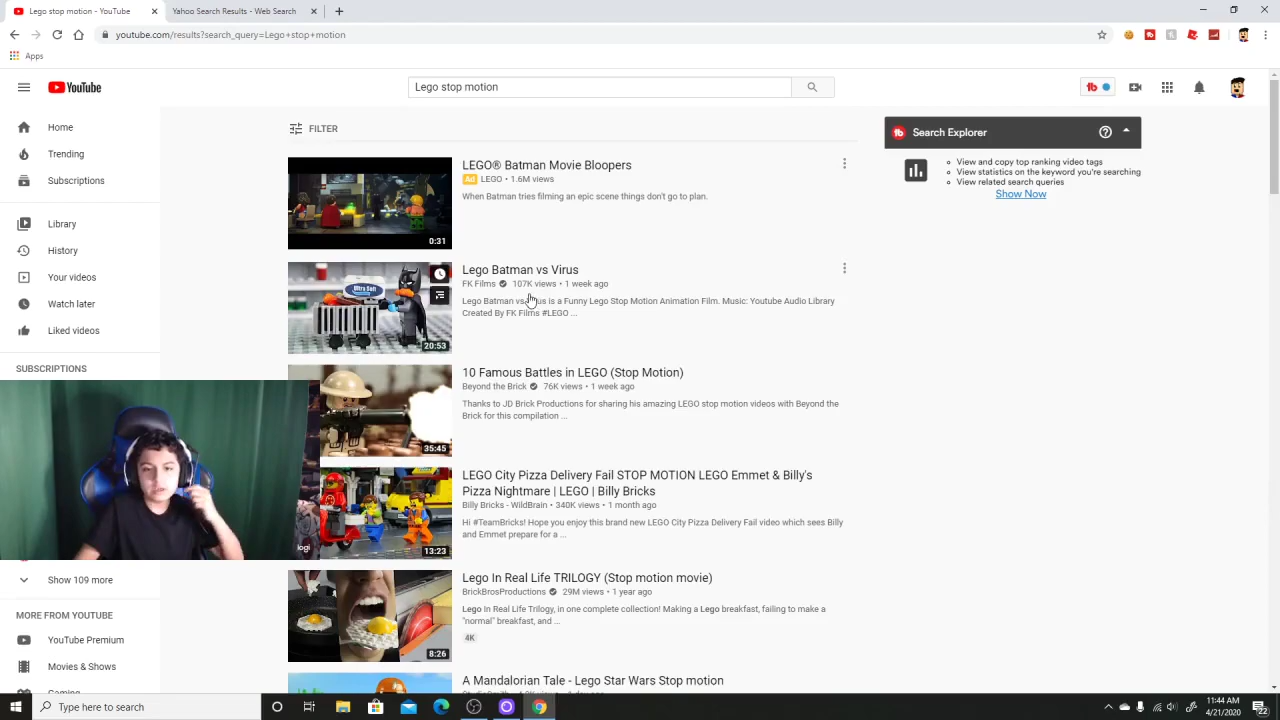 Lego stop motion - YouTube
Yahoo Search - Web Search
youtube.com/results?search_query=Lego+stop+motion
Apps
YouTube
Lego stop motion
tb
Home
Trending
Subscriptions
Library
History
Your videos
Watch later
Liked videos
SUBSCRIPTIONS
Show 109 more
MORE FROM YOUTUBE
YouTube Premium
Movies & Shows
Gaming
FILTER
LEGO® Batman Movie Bloopers
Ad LEGO • 1.6M views
When Batman tries filming an epic scene things don't go to plan.
0:31
Lego Batman vs Virus
FK Films 107K views • 1 week ago
Lego Batman vs Virus is a Funny Lego Stop Motion Animation Film. Music: Youtube Audio Library
Created By FK Films #LEGO ...
Ultra Soft
20:53
10 Famous Battles in LEGO (Stop Motion)
Beyond the Brick 76K views • 1 week ago
Thanks to JD Brick Productions for sharing his amazing LEGO stop motion videos with Beyond the
Brick for this compilation ...
35:45
LEGO City Pizza Delivery Fail STOP MOTION LEGO Emmet & Billy's
Pizza Nightmare | LEGO | Billy Bricks
Billy Bricks - WildBrain • 340K views • 1 month ago
Hi #TeamBricks! Hope you enjoy this brand new LEGO City Pizza Delivery Fail video which sees Billy
and Emmet prepare for a ...
13:23
logi
Lego In Real Life TRILOGY (Stop motion movie)
BrickBrosProductions 29M views • 1 year ago
Lego In Real Life Trilogy, in one complete collection! Making a Lego breakfast, failing to make a
"normal" breakfast, and ...
4K
8:26
A Mandalorian Tale - Lego Star Wars Stop motion
tb Search Explorer
View and copy top ranking video tags
View statistics on the keyword you're searching
View related search queries
Show Now
Type here to search
11:44 AM
4/21/2020
22